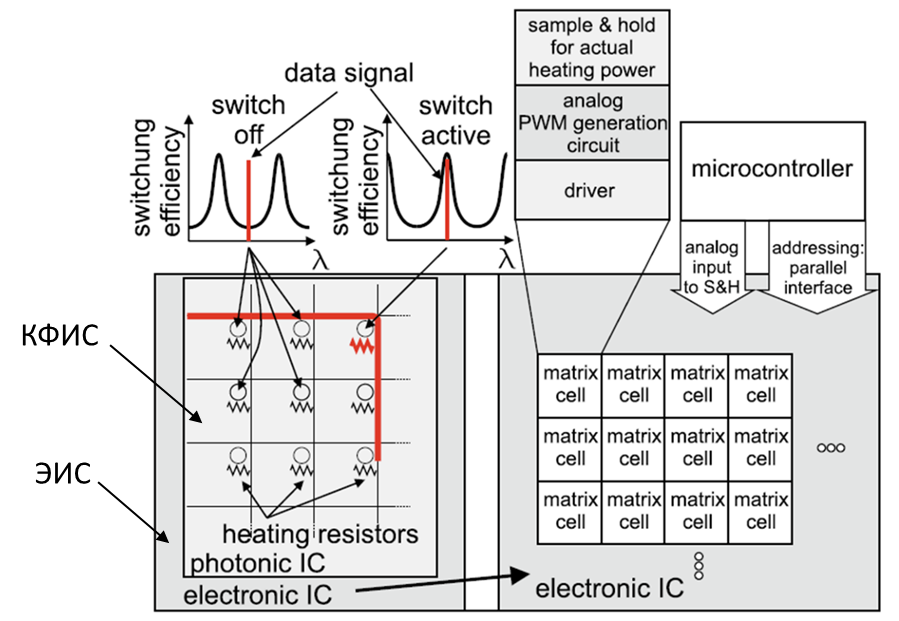 data signal
switch
off
switchung
efficiency
λ
switch
active
switchung
efficiency
λ
sample & hold
for actual
heating power
analog
PWM generation
circuit
driver
microcontroller
analog
input
to S&H
addressing:
parallel
interface
КФИС
ЭИС
heating resistors
photonic IC
electronic IC
matrix
cell
matrix
cell
matrix
cell
matrix
cell
matrix
cell
matrix
cell
matrix
cell
matrix
cell
matrix
cell
matrix
cell
matrix
cell
matrix
cell
electronic IC